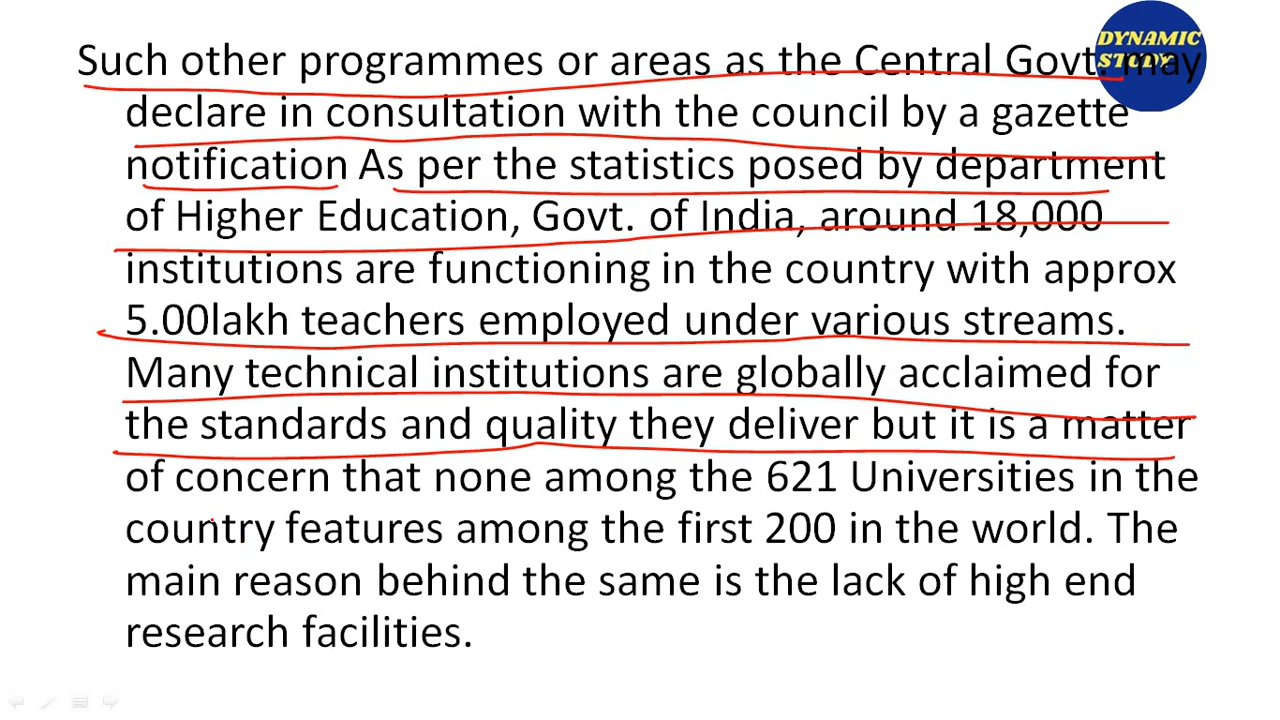 DYNAMIC
STUDY
Such other programmes or areas as the Central Govt. may
declare in consultation with the council by a gazette
notification As per the statistics posed by department
of Higher Education, Govt. of India, around 18,000
institutions are functioning in the country with approx
5.00lakh teachers employed under various streams.
Many technical institutions are globally acclaimed for
the standards and quality they deliver but it is a matter
of concern that none among the 621 Universities in the
country features among the first 200 in the world. The
main reason behind the same is the lack of high end
research facilities.